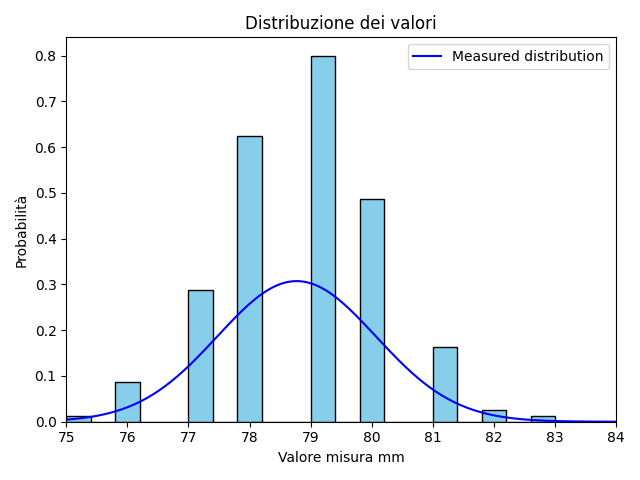 Distribuzione dei valori
Measured distribution
Probabilità
0.8
0.7
0.6
0.5
0.4
0.3
0.2
0.1
0.0
75 76 77 78 79 80 81 82 83 84
Valore misura mm